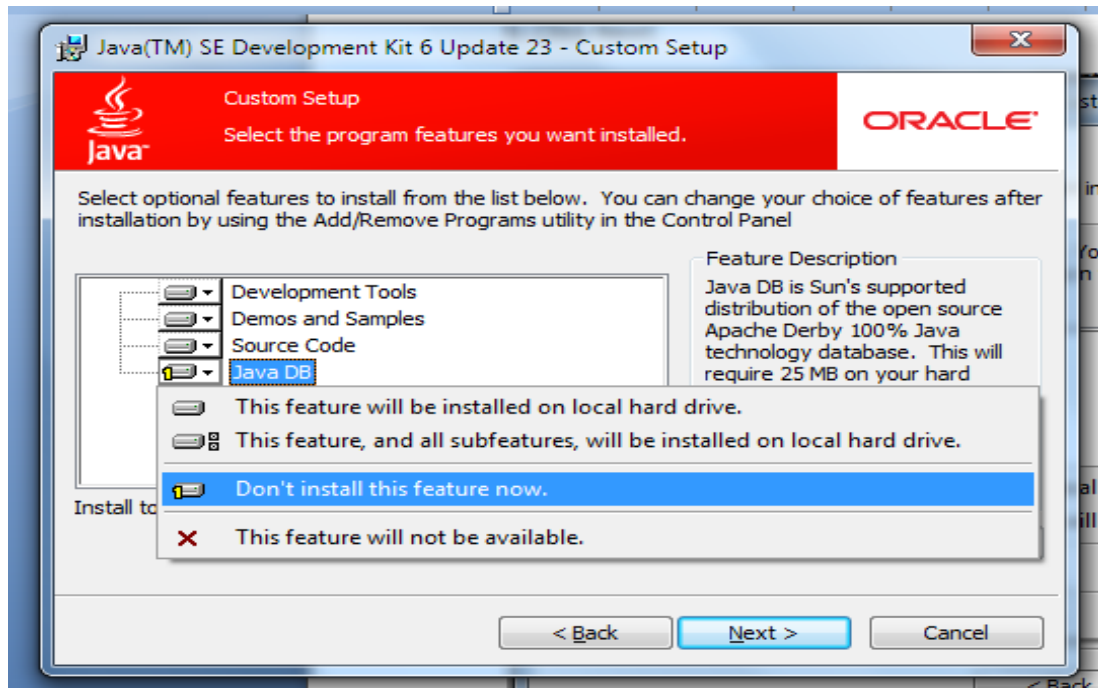 Java(TM) SE Development Kit 6 Update 23 - Custom Setup
Java
Custom Setup
Select the program features you want installed.
ORACLE
Select optional features to install from the list below. You can change your choice of features after
installation by using the Add/Remove Programs utility in the Control Panel
Development Tools
Demos and Samples
Source Code
Java DB
Feature Description
Java DB is Sun's supported
distribution of the open source
Apache Derby 100% Java
technology database. This will
require 25 MB on your hard
This feature will be installed on local hard drive.
This feature, and all subfeatures, will be installed on local hard drive.
Don't install this feature now.
This feature will not be available.
Install to
< Back
Next >
Cancel
< Back